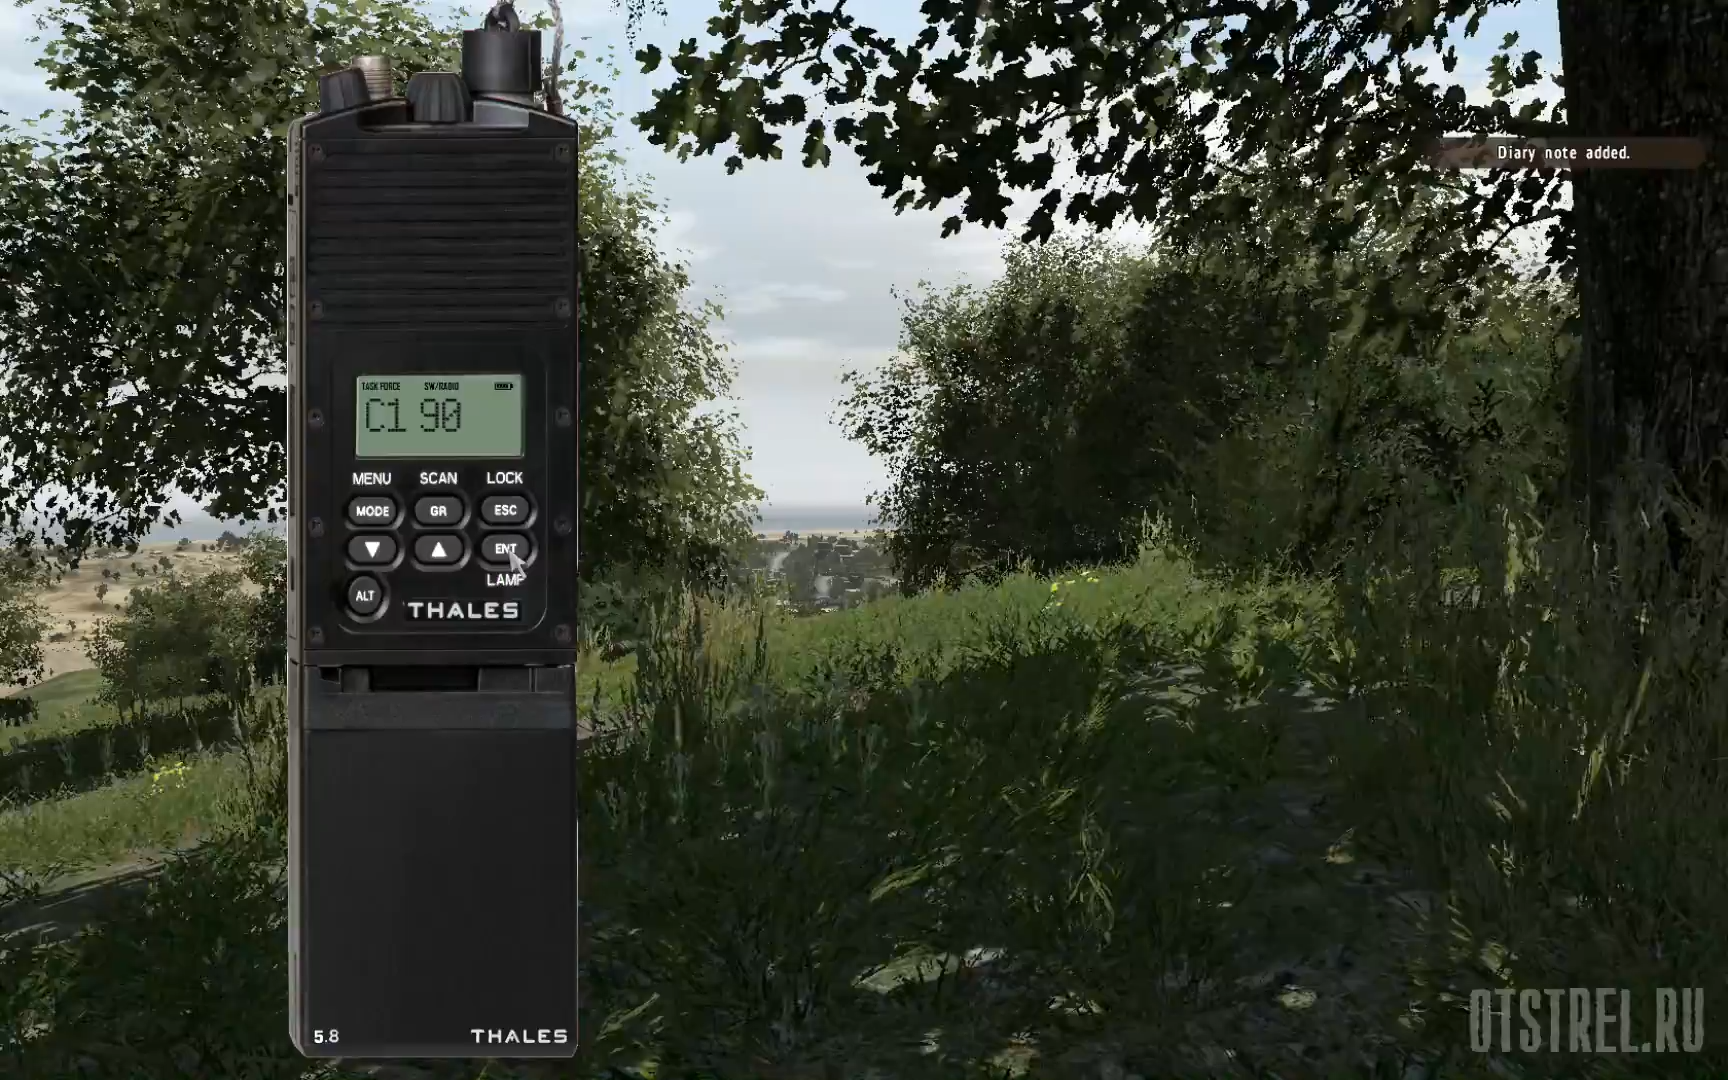 Diary note added.
TASK FORCE SW/RADIO
C1 90
MENU SCAN LOCK
MODE GR ESC
ENT
LAMP
ALT
THALES
5.8 THALES
OTSTREL.RU